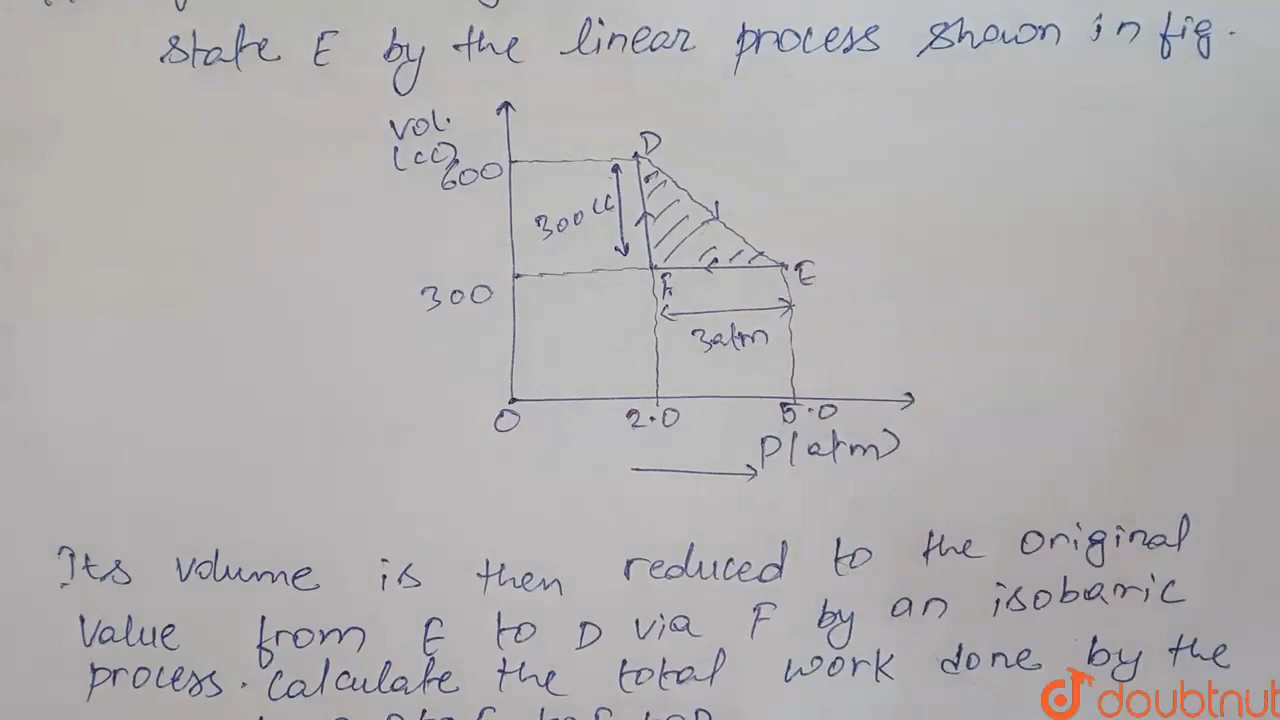 state E by the linear process shown in fig.
Vol.
(CC)
600
D
300 CC
300
F
E
3atm
0
2.0
5.0
P(atm)
Its volume is then reduced to the original
value from E to D via F by an isobaric
process. calculate the total work done by the
doubtnut